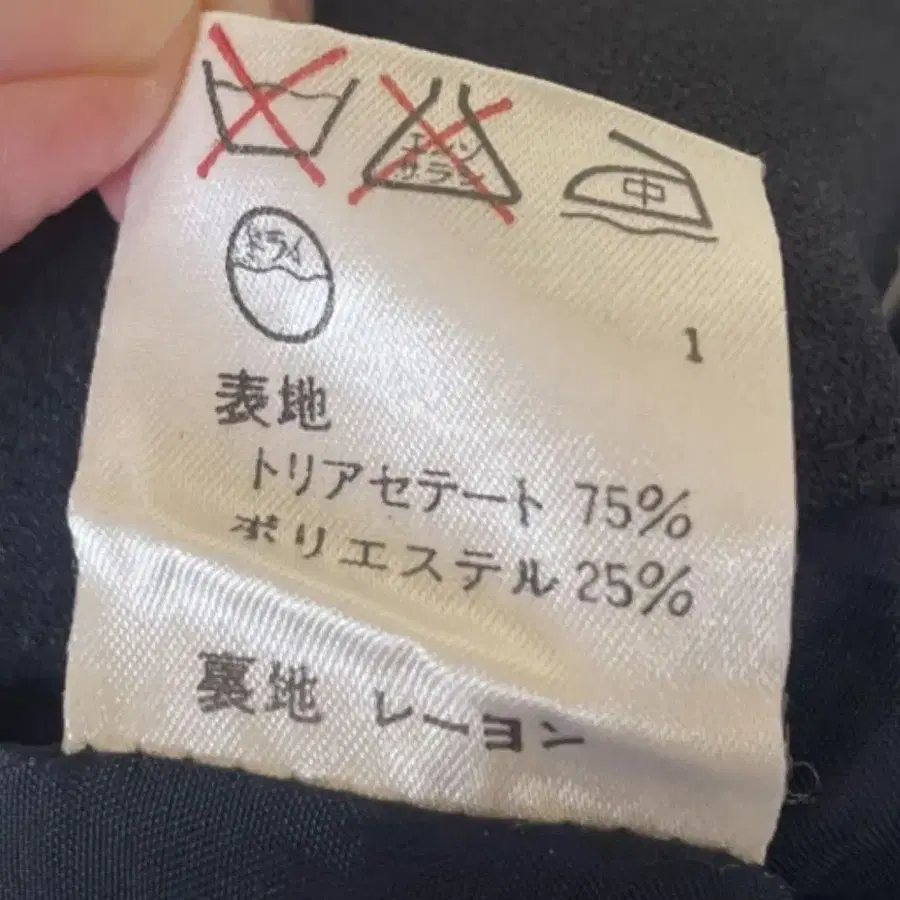 エンソ
サラシ
中
ドライ
1
表地
トリアセテート 75%
ポリエステル 25%
裏地 レーヨン